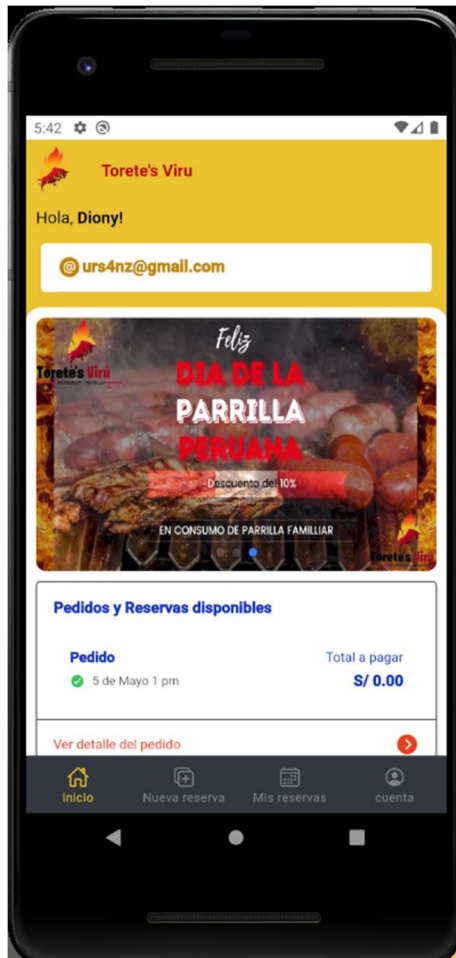 5:42
Torete's Viru
Hola, Diony!
@ urs4nz@gmail.com
Feliz
Torete's Virú
DIA DE LA
PARRILLA
PERUANA
Descuento del 10%
EN CONSUMO DE PARRILLA FAMILLIAR
Torete's Virú
Pedidos y Reservas disponibles
Pedido
Total a pagar
5 de Mayo 1 pm
S/ 0.00
Ver detalle del pedido
Inicio
Nueva reserva
Mis reservas
cuenta